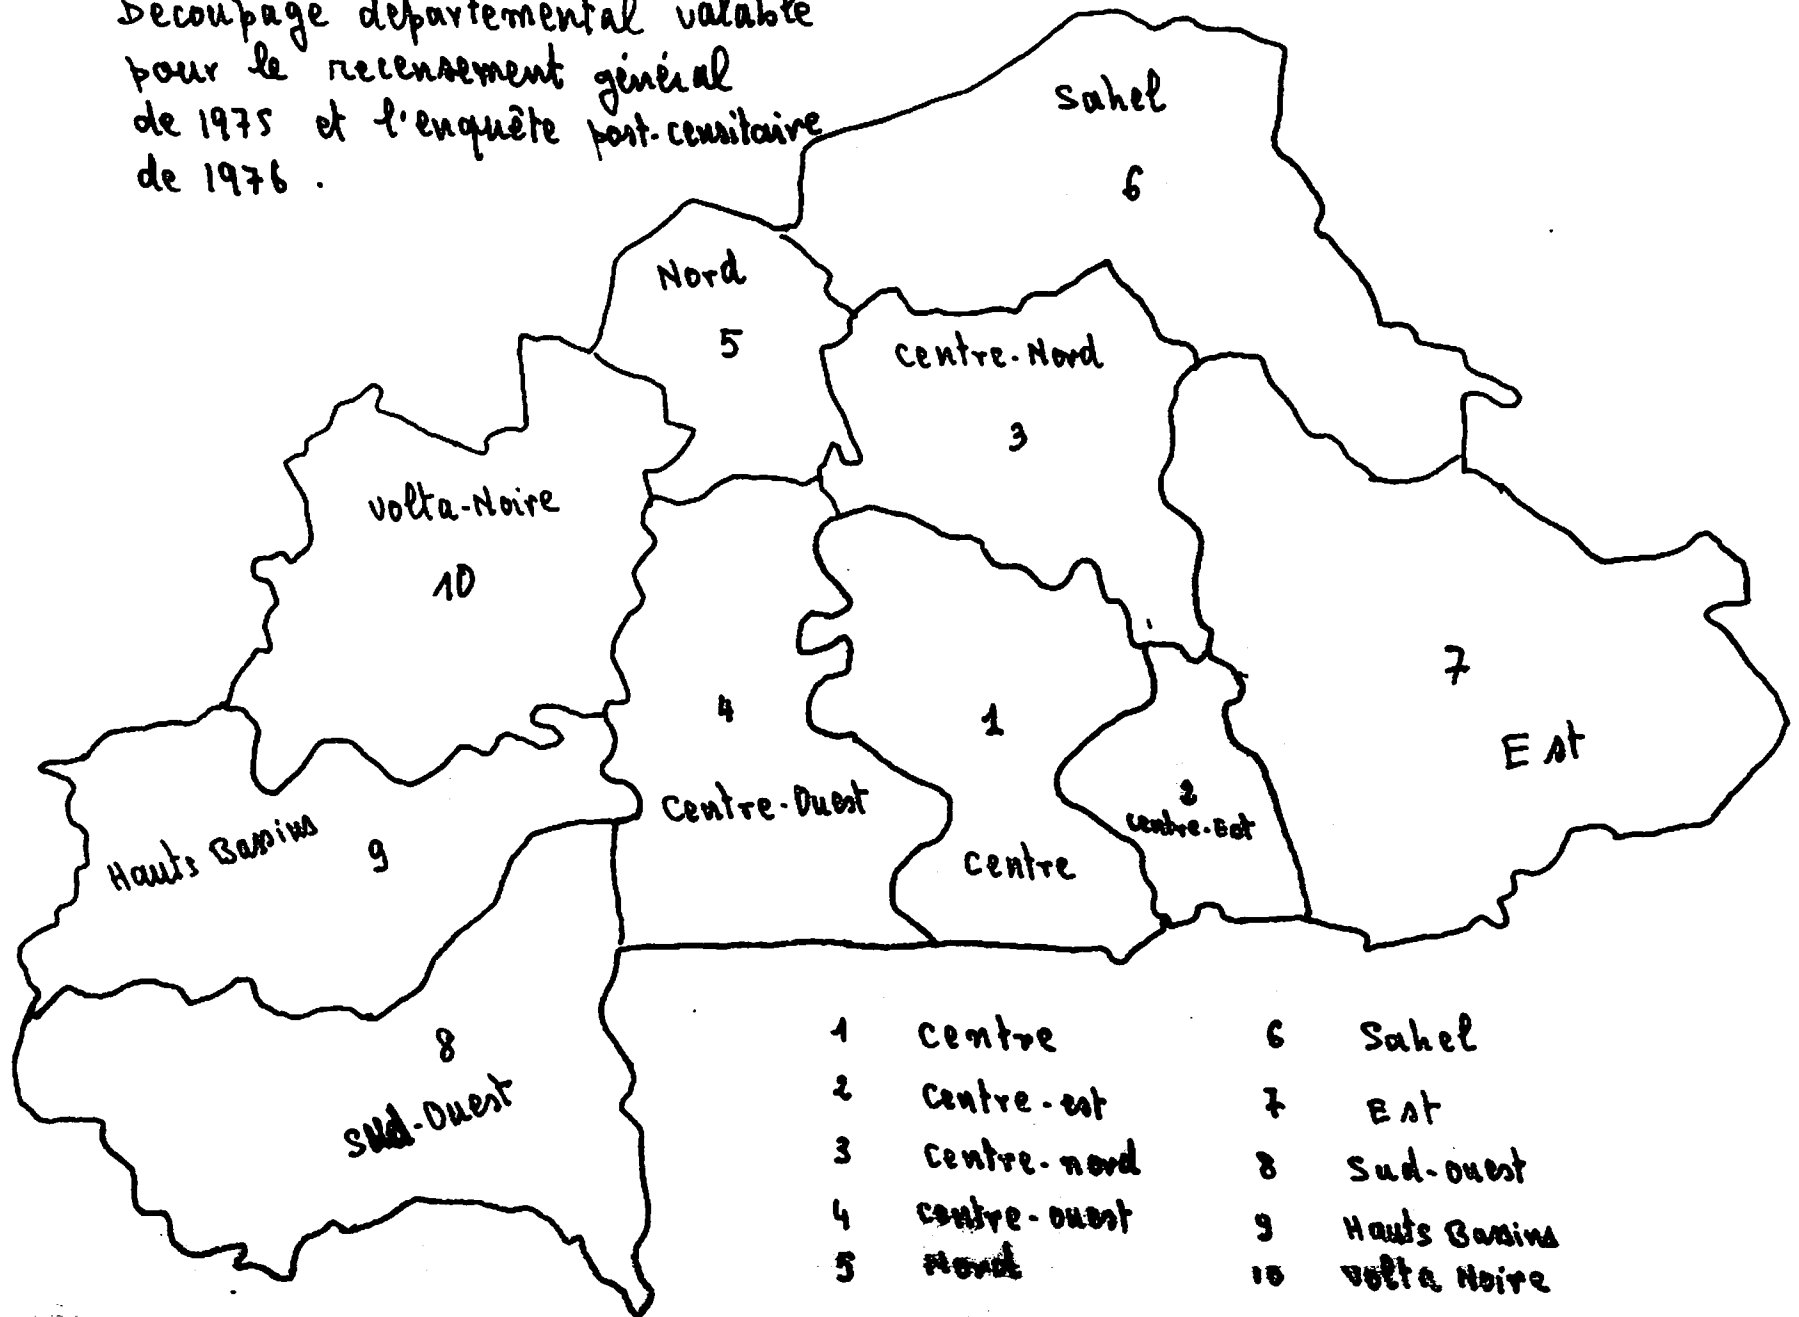 Découpage départemental valable
pour le recensement général
de 1975 et l'enquête post-censitaire
de 1976.
Sahel
6
Nord
5
Centre-Nord
3
Volta-Noire
10
7
Est
4
Centre-Ouest
1
Centre
2
Centre-Est
Hauts Bassins
9
8
Sud-Ouest
1 Centre
2 Centre-est
3 Centre-nord
4 Centre-ouest
5 Nord
6 Sahel
7 Est
8 Sud-ouest
9 Hauts Bassins
10 Volta Noire